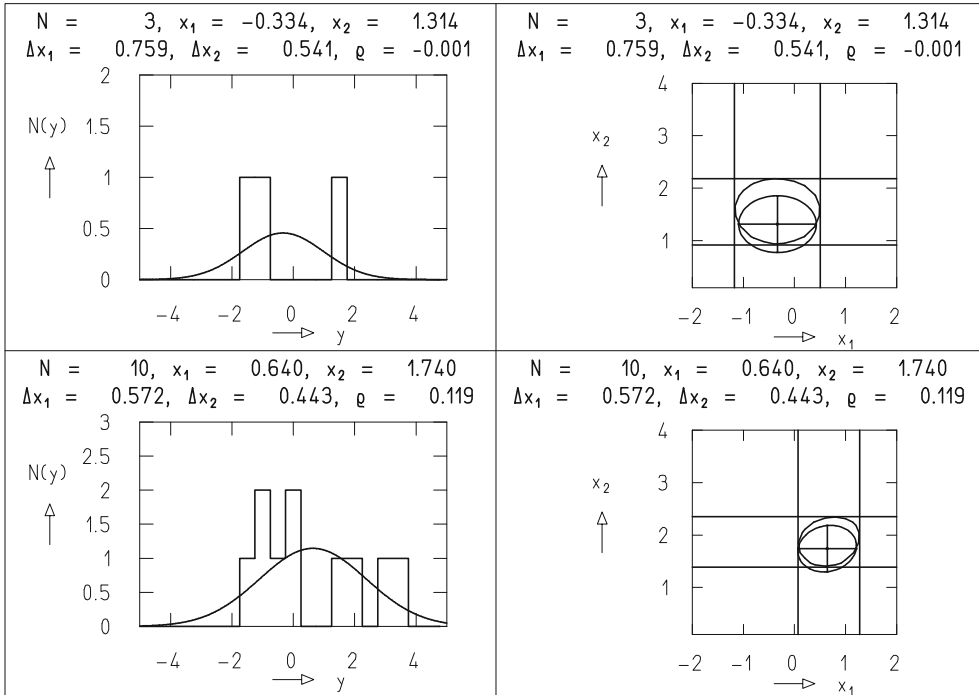 N = 3, x₁ = -0.334, x₂ = 1.314
Δx₁ = 0.759, Δx₂ = 0.541, ϱ = -0.001
2
1.5
1
0.5
0
N(y)
-4 -2 0 2 4
y
N = 3, x₁ = -0.334, x₂ = 1.314
Δx₁ = 0.759, Δx₂ = 0.541, ϱ = -0.001
4
3
2
1
x₂
-2 -1 0 1 2
x₁
N = 10, x₁ = 0.640, x₂ = 1.740
Δx₁ = 0.572, Δx₂ = 0.443, ϱ = 0.119
3
2.5
2
1.5
1
0.5
0
N(y)
-4 -2 0 2 4
y
N = 10, x₁ = 0.640, x₂ = 1.740
Δx₁ = 0.572, Δx₂ = 0.443, ϱ = 0.119
4
3
2
1
x₂
-2 -1 0 1 2
x₁